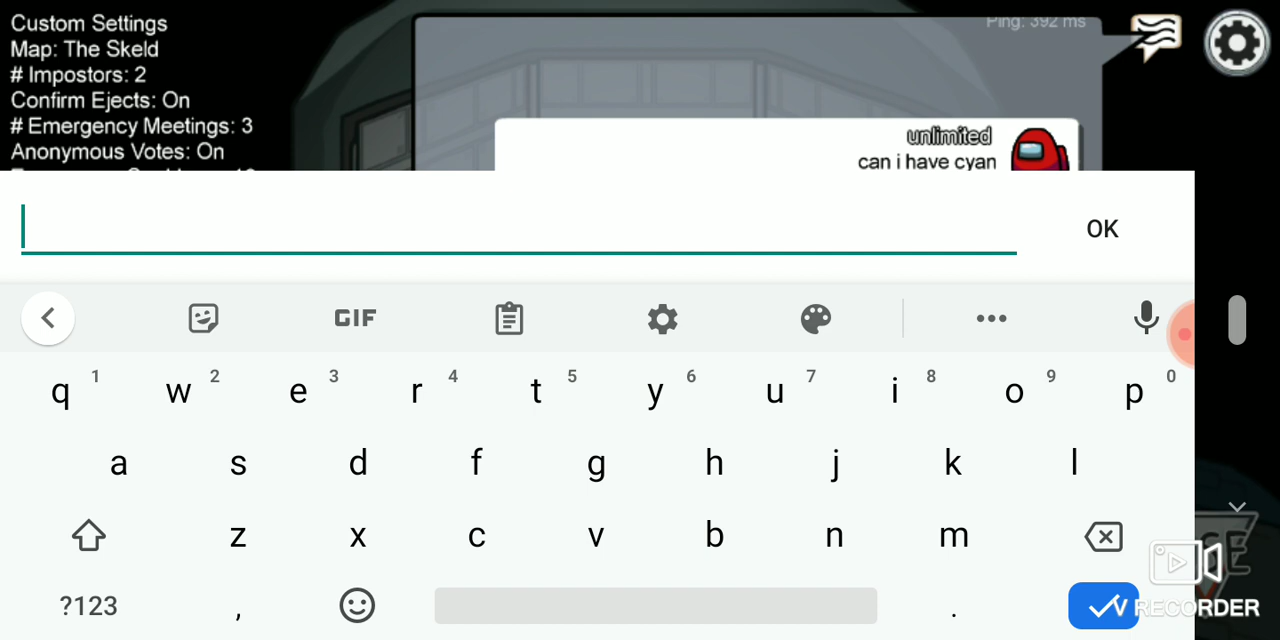 Custom Settings
Map: The Skeld
# Impostors: 2
Confirm Ejects: On
# Emergency Meetings: 3
Anonymous Votes: On
Ping: 392 ms
unlimited
can i have cyan
OK
GIF
q 1 w 2 e 3 r 4 t 5 y 6 u 7 i 8 o 9 p 0
a s d f g h j k l
z x c v b n m
?123 , .
V RECORDER